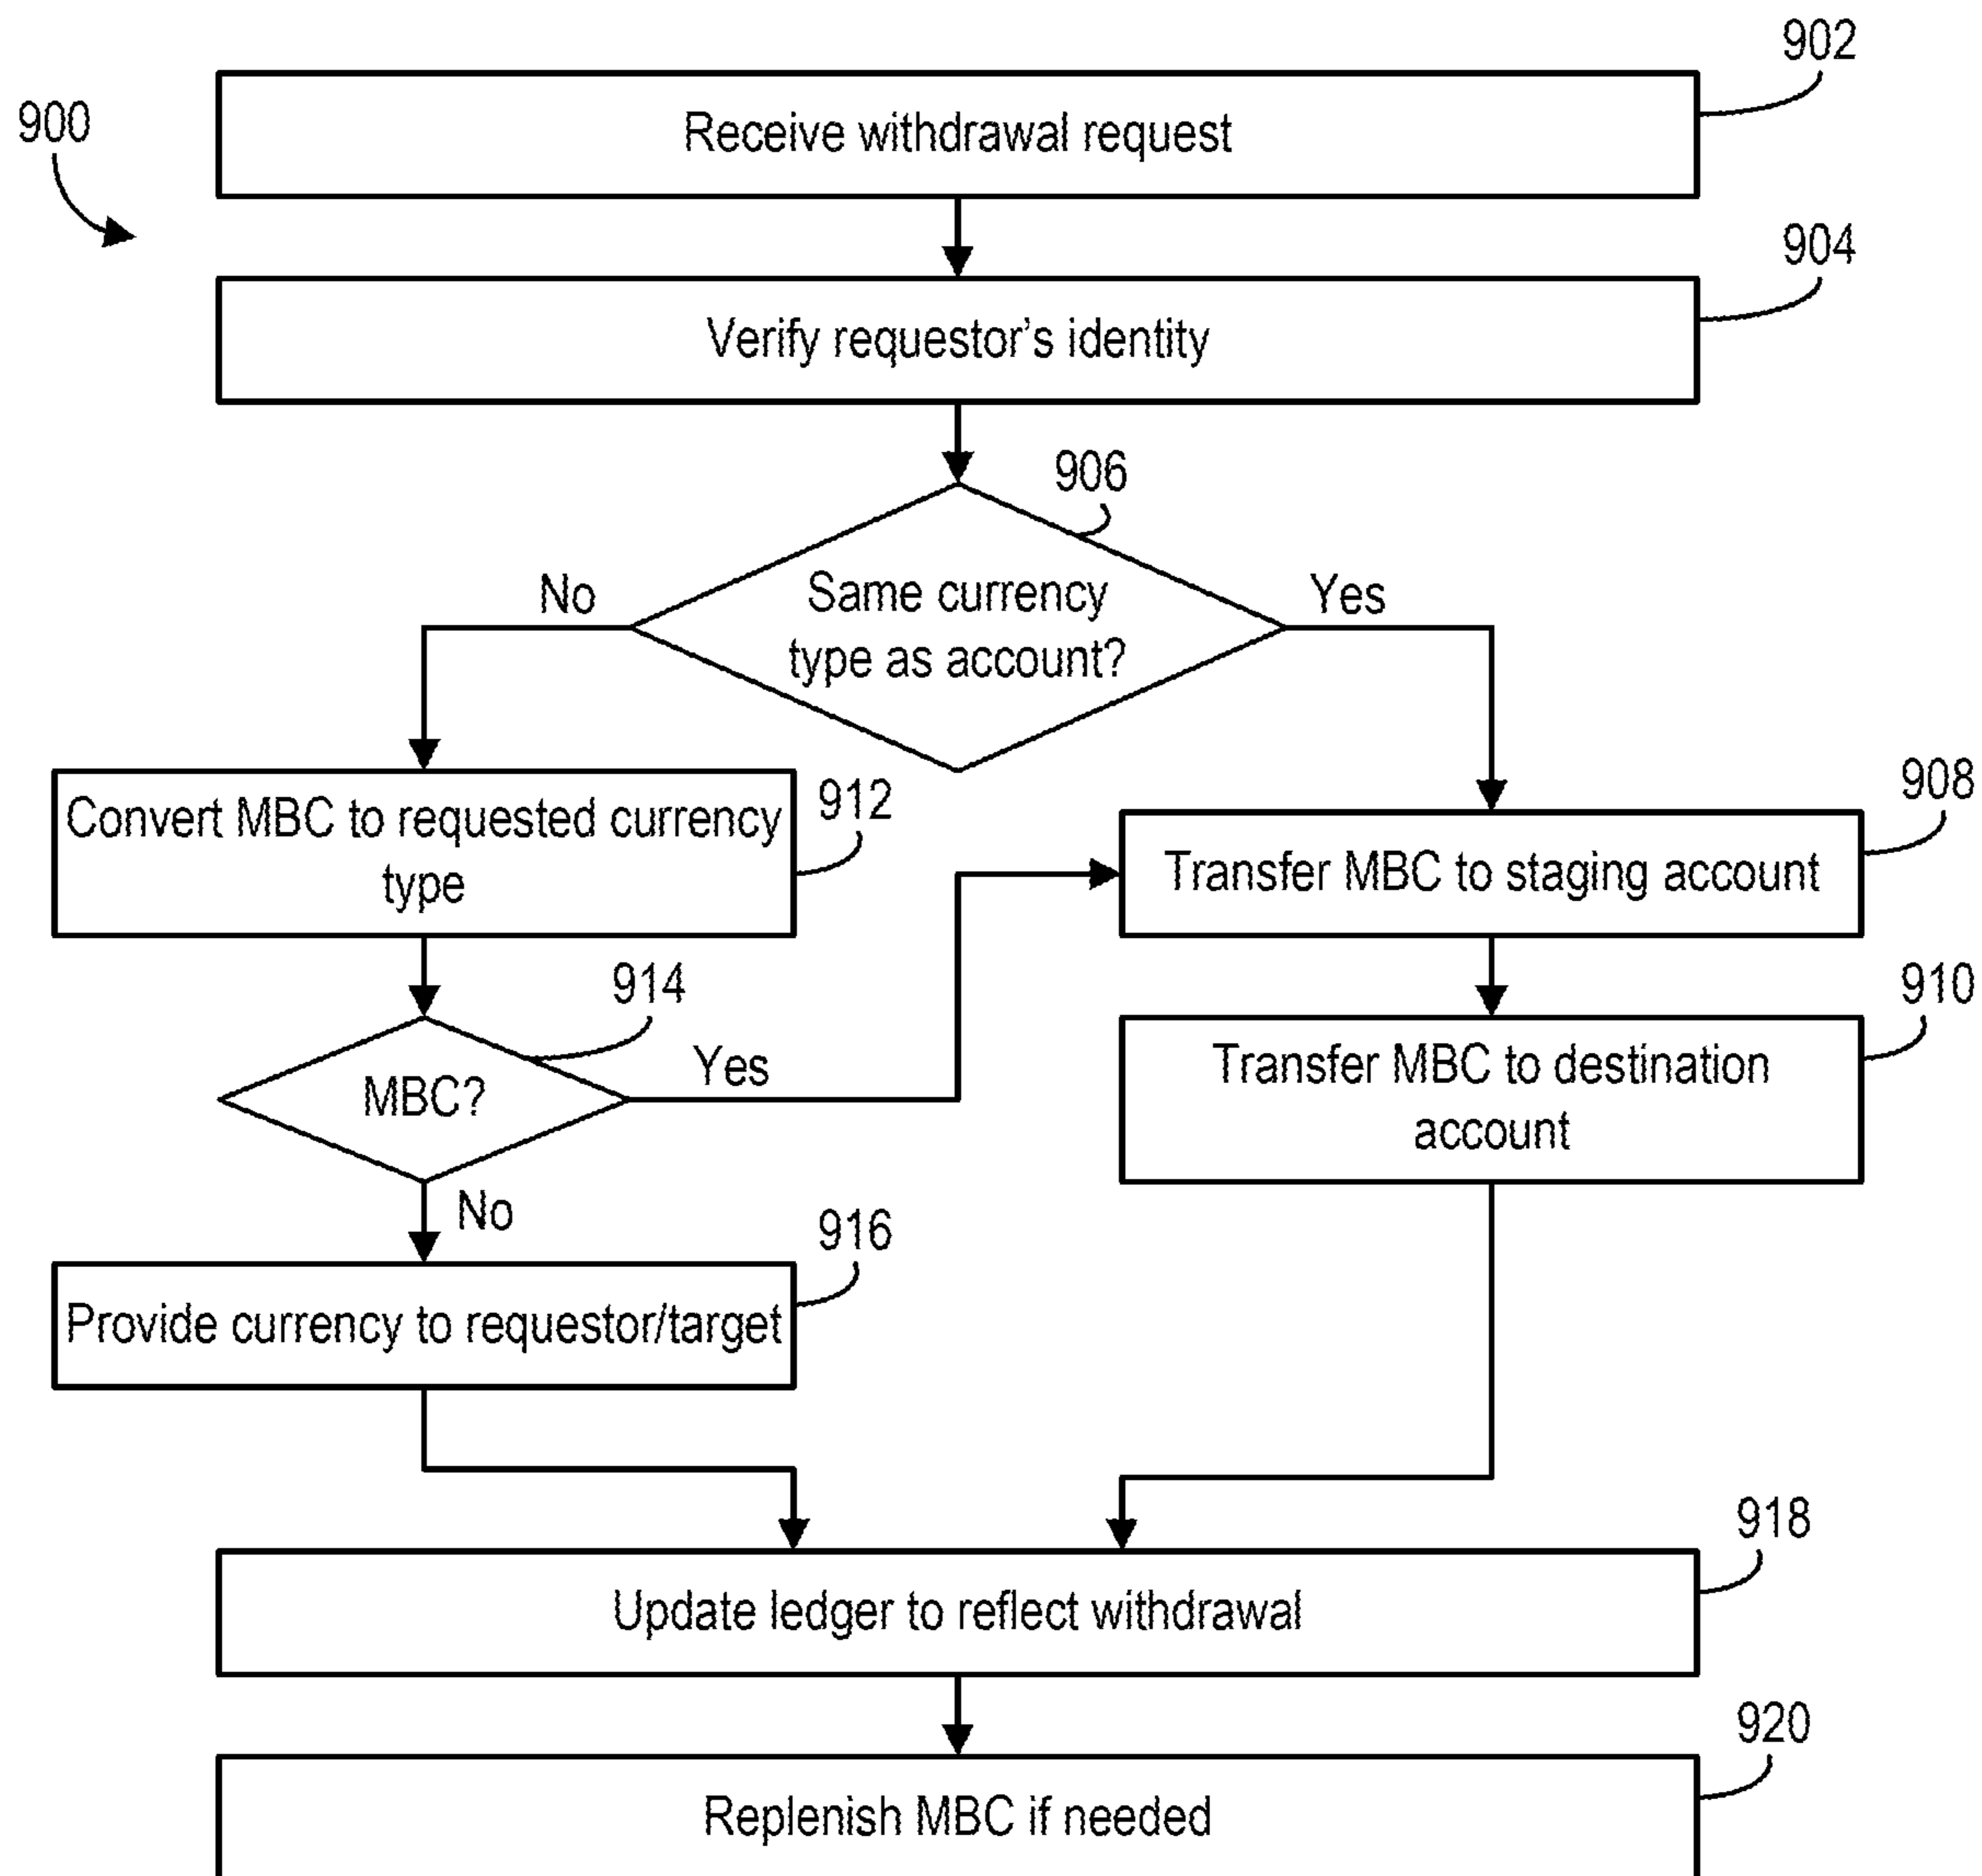 902
900
Receive withdrawal request
904
Verify requestor’s identity
906
No
Same currency
Yes
type as account?
908
912
Convert MBC to requested currency
type
Transfer MBC to staging account
914
910
Yes
Transfer MBC to destination
account
MBC?
No
916
Provide currency to requestor/target
918
Update ledger to reflect withdrawal
920
Replenish MBC if needed